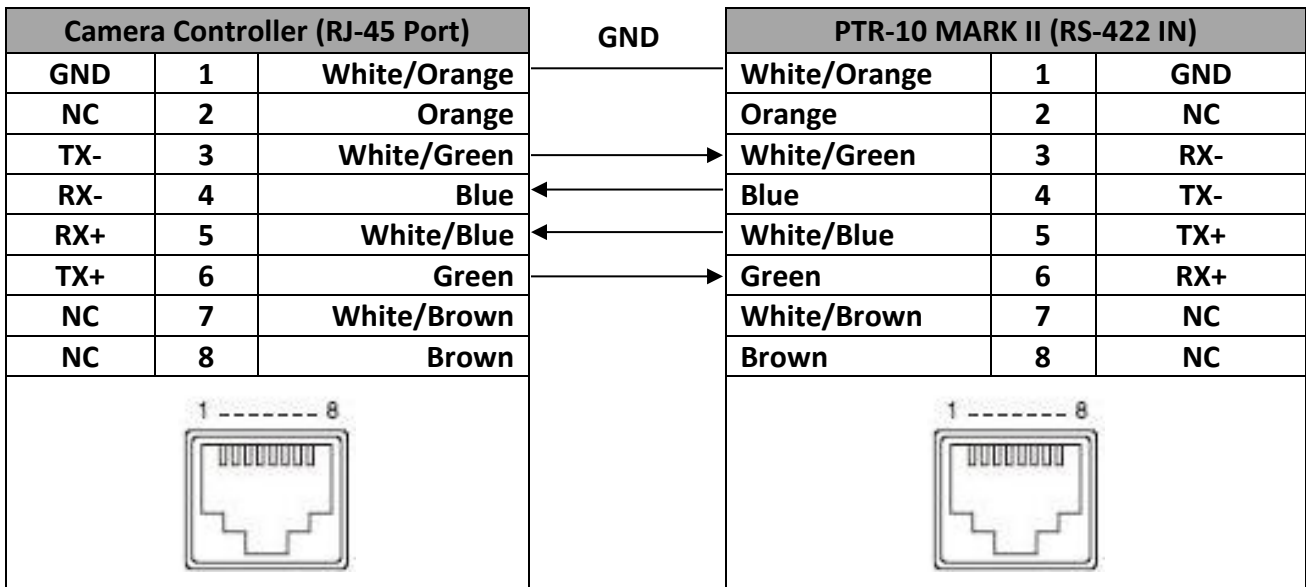 Camera Controller (RJ-45 Port) GND PTR-10 MARK II (RS-422 IN)
GND 1 White/Orange White/Orange 1 GND
NC 2 Orange Orange 2 NC
TX- 3 White/Green White/Green 3 RX-
RX- 4 Blue Blue 4 TX-
RX+ 5 White/Blue White/Blue 5 TX+
TX+ 6 Green Green 6 RX+
NC 7 White/Brown White/Brown 7 NC
NC 8 Brown Brown 8 NC
1 ------- 8 1 ------- 8